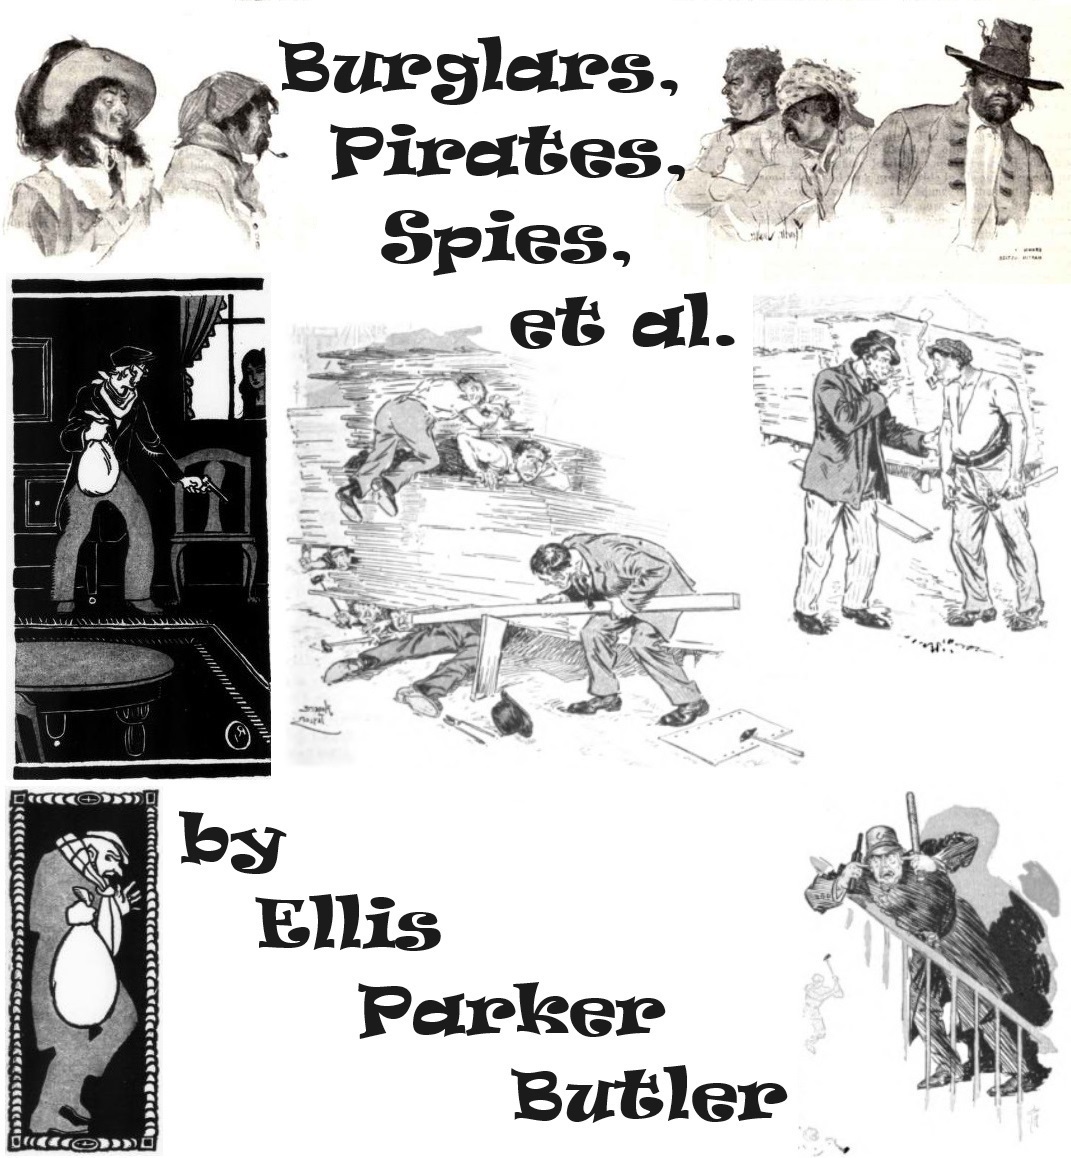 Burglars,
Pirates,
Spies,
et al.
by
Ellis
Parker
Butler